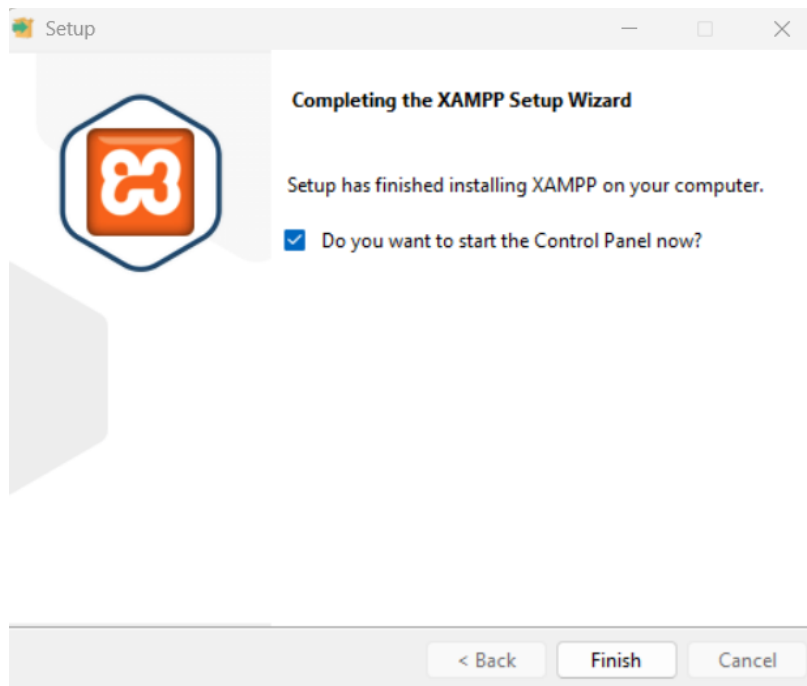 Setup
Completing the XAMPP Setup Wizard
Setup has finished installing XAMPP on your computer.
Do you want to start the Control Panel now?
< Back Finish Cancel